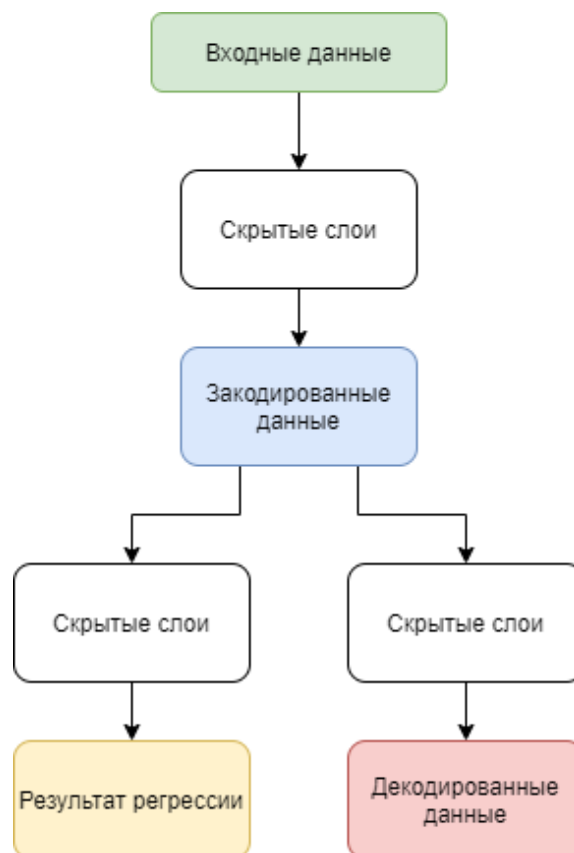 Входные данные
Скрытые слои
Закодированные
данные
Скрытые слои
Скрытые слои
Результат регрессии
Декодированные
данные